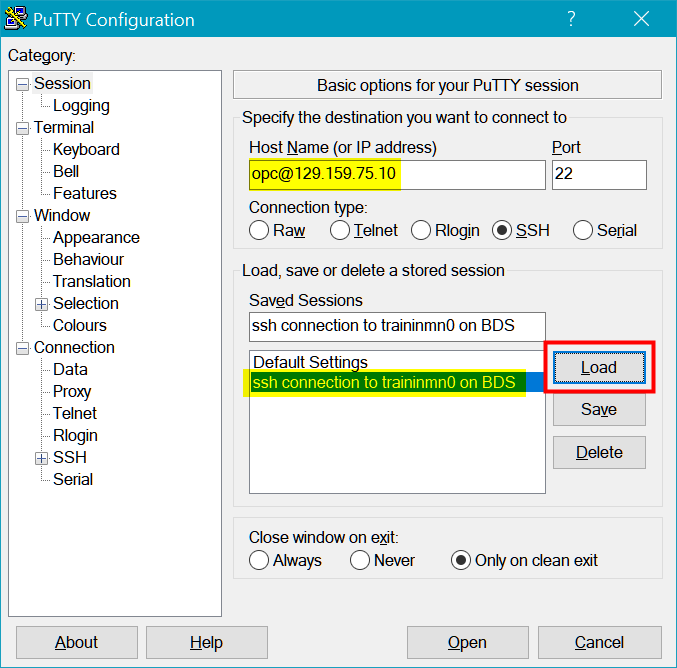 PuTTY Configuration
?
Category:
Session
Logging
Terminal
Keyboard
Bell
Features
Window
Appearance
Behaviour
Translation
Selection
Colours
Connection
Data
Proxy
Telnet
Rlogin
SSH
Serial
Basic options for your PuTTY session
Specify the destination you want to connect to
Host Name (or IP address) Port
opc@129.159.75.10 22
Connection type:
Raw Telnet Rlogin SSH Serial
Load, save or delete a stored session
Saved Sessions
ssh connection to traininmn0 on BDS
Default Settings
ssh connection to traininmn0 on BDS
Load
Save
Delete
Close window on exit:
Always Never Only on clean exit
About Help Open Cancel